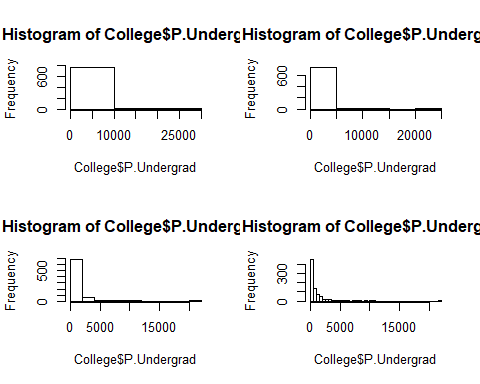 Histogram of College$P.Underg Histogram of College$P.Underg
Frequency
0 600
0 10000 25000
College$P.Undergrad
Frequency
0 600
0 10000 20000
College$P.Undergrad
Histogram of College$P.Underg Histogram of College$P.Underg
Frequency
0 500
0 5000 15000
College$P.Undergrad
Frequency
0 300
0 5000 15000
College$P.Undergrad